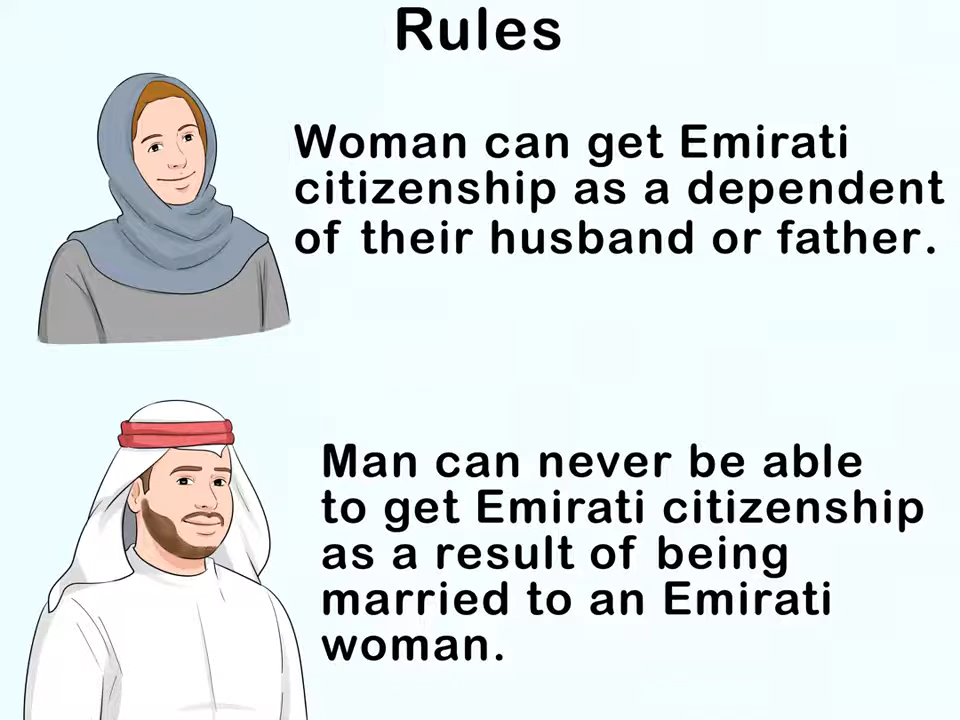 Rules
Woman can get Emirati
citizenship as a dependent
of their husband or father.
Man can never be able
to get Emirati citizenship
as a result of being
married to an Emirati
woman.